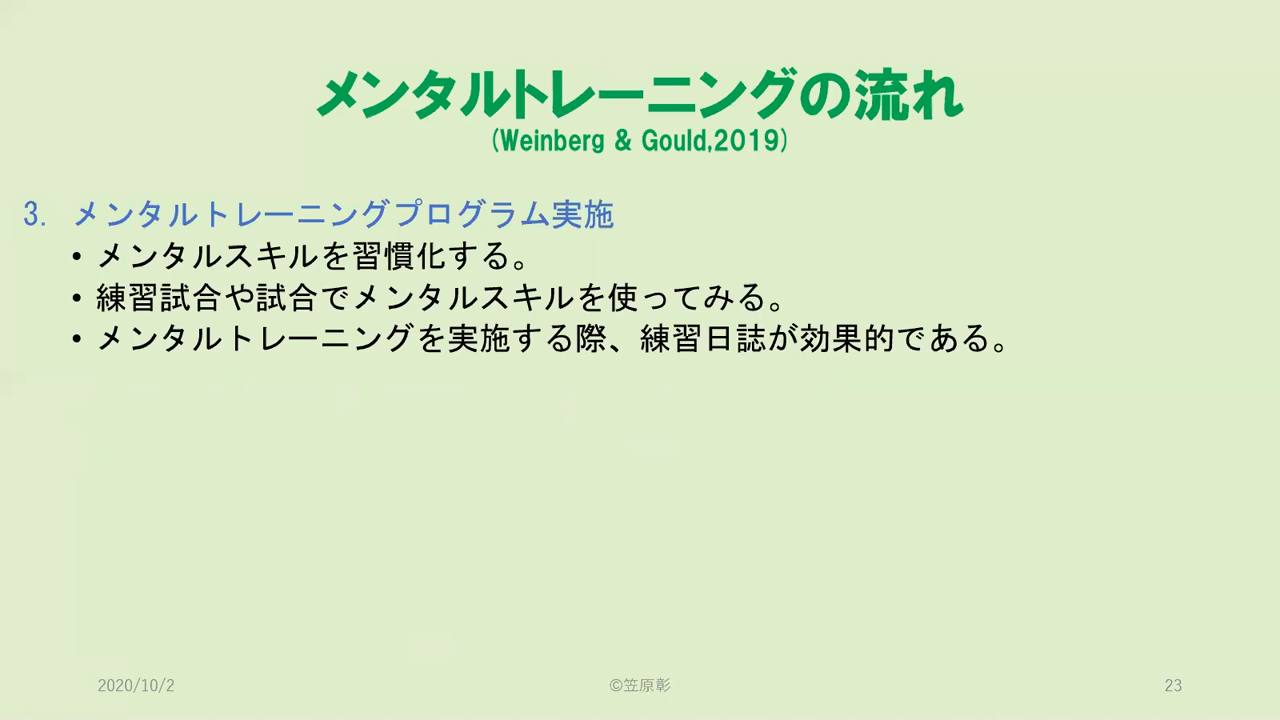 メンタルトレーニングの流れ
(Weinberg & Gould,2019)
3. メンタルトレーニングプログラム実施
• メンタルスキルを習慣化する。
• 練習試合や試合でメンタルスキルを使ってみる。
• メンタルトレーニングを実施する際、練習日誌が効果的である。
2020/10/2
©笠原彰
23